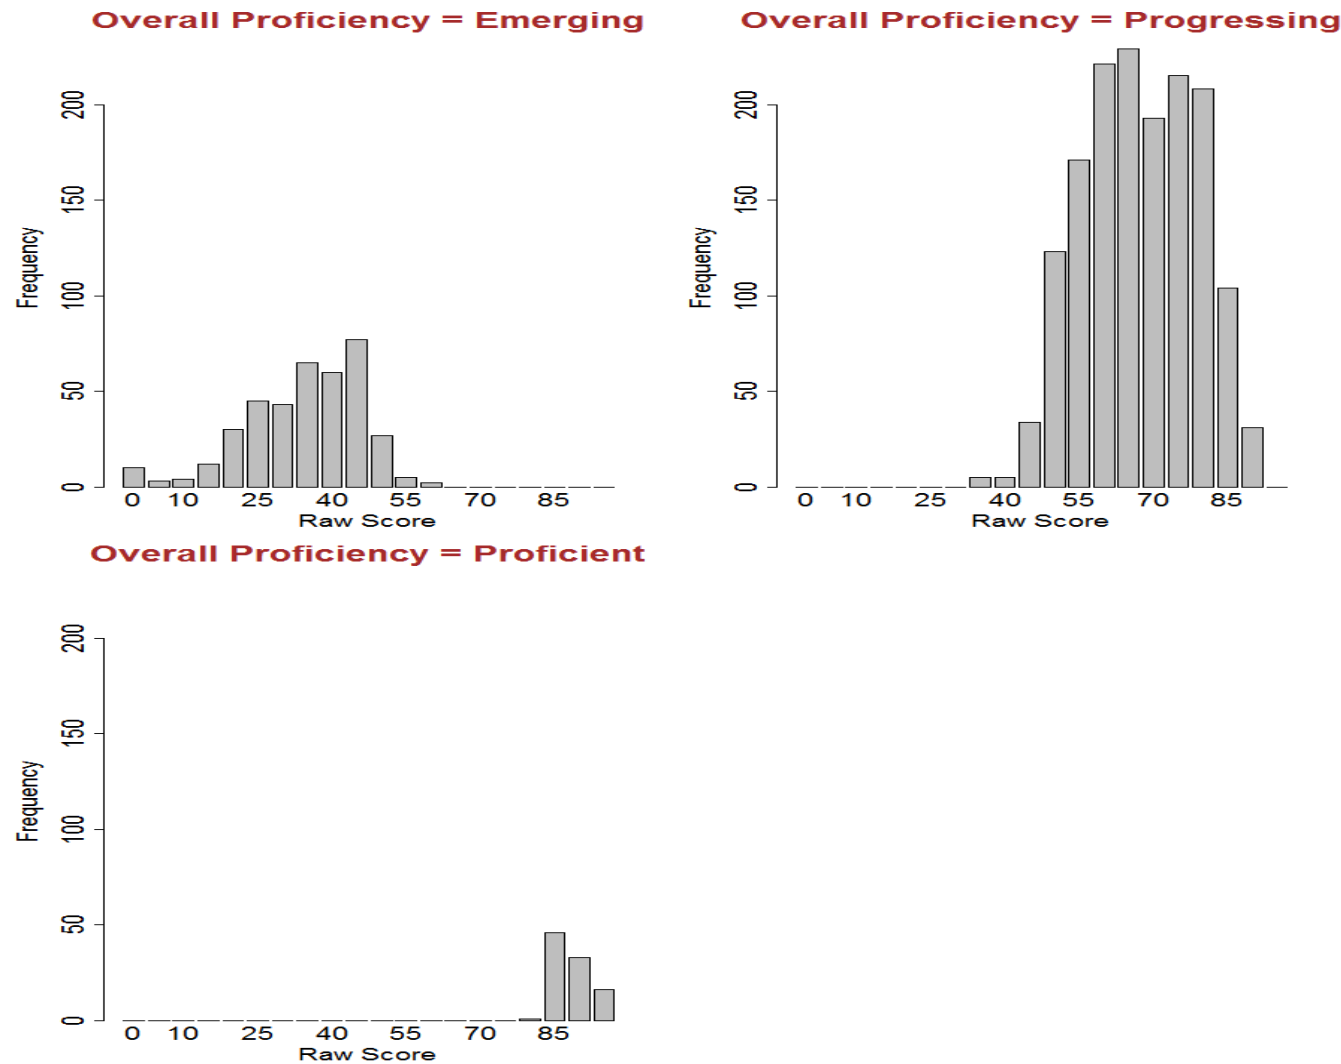 Overall Proficiency = Emerging
Frequency
200
150
100
50
0
0 10 25 40 55 70 85
Raw Score
Overall Proficiency = Progressing
Frequency
200
150
100
50
0
0 10 25 40 55 70 85
Raw Score
Overall Proficiency = Proficient
Frequency
200
150
100
50
0
0 10 25 40 55 70 85
Raw Score